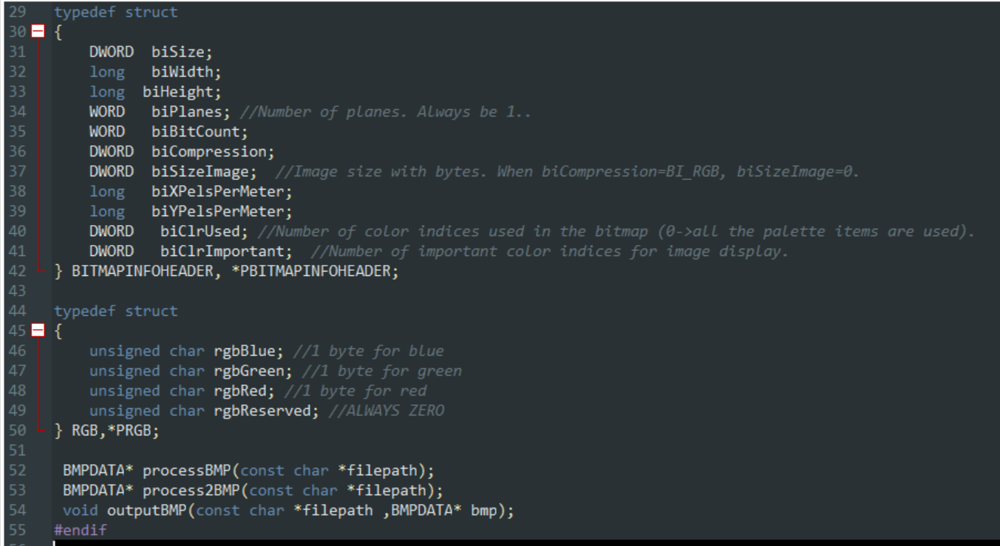 29 typedef struct
30 {
31 DWORD biSize;
32 long biWidth;
33 long biHeight;
34 WORD biPlanes; //Number of planes. Always be 1..
35 WORD biBitCount;
36 DWORD biCompression;
37 DWORD biSizeImage; //Image size with bytes. When biCompression=BI_RGB, biSizeImage=0.
38 long biXPelsPerMeter;
39 long biYPelsPerMeter;
40 DWORD biClrUsed; //Number of color indices used in the bitmap (0->all the palette items are used).
41 DWORD biClrImportant; //Number of important color indices for image display.
42 } BITMAPINFOHEADER, *PBITMAPINFOHEADER;
43
44 typedef struct
45 {
46 unsigned char rgbBlue; //1 byte for blue
47 unsigned char rgbGreen; //1 byte for green
48 unsigned char rgbRed; //1 byte for red
49 unsigned char rgbReserved; //ALWAYS ZERO
50 } RGB,*PRGB;
51
52 BMPDATA* processBMP(const char *filepath);
53 BMPDATA* process2BMP(const char *filepath);
54 void outputBMP(const char *filepath ,BMPDATA* bmp);
55 #endif